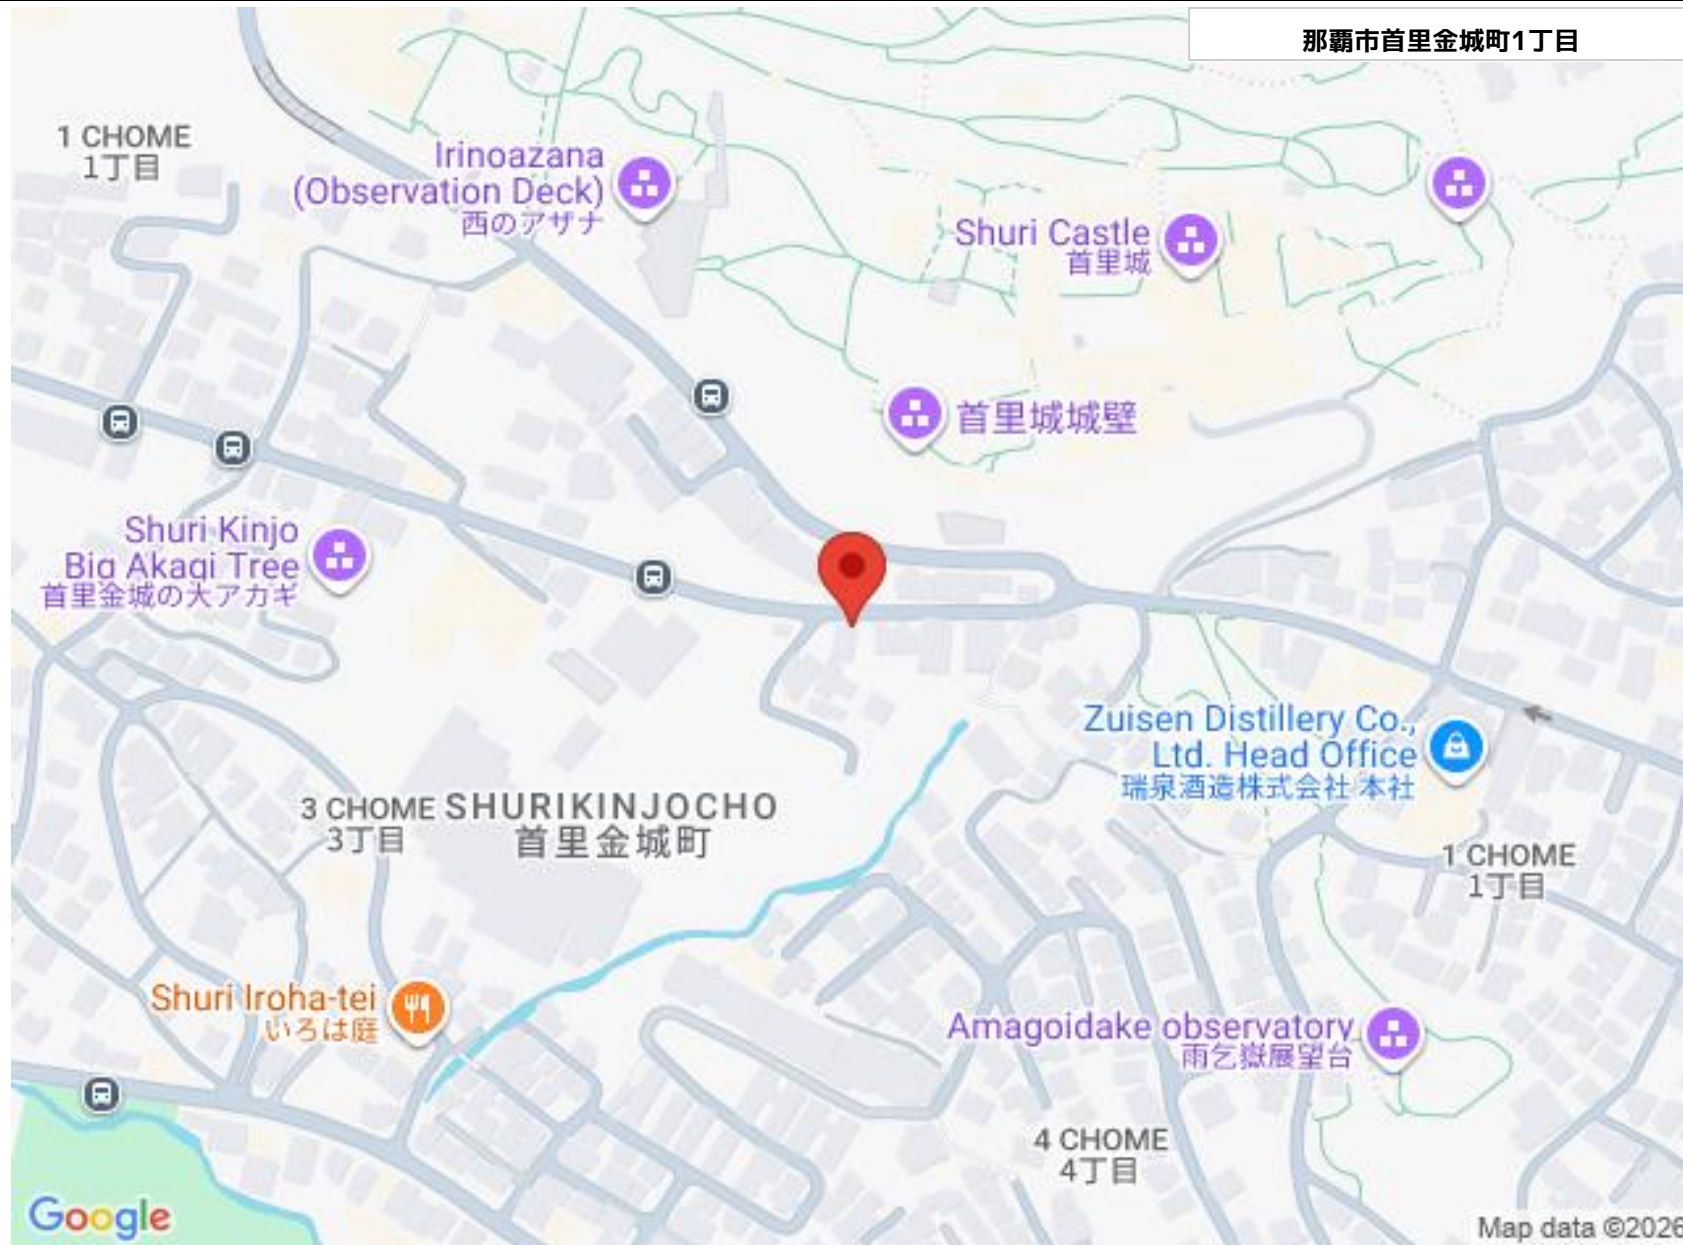 那覇市首里金城町1丁目
1 CHOME
1丁目
Irinoazana
(Observation Deck)
西のアザナ
Shuri Castle
首里城
首里城城壁
Shuri Kinjo
Big Akagi Tree
首里金城の大アカギ
Zuisen Distillery Co.,
Ltd. Head Office
瑞泉酒造株式会社 本社
3 CHOME
3丁目
SHURIKINJOCHO
首里金城町
1 CHOME
1丁目
Shuri Iroha-tei
いろは庭
Amagoidake observatory
雨乞嶽展望台
4 CHOME
4丁目
Google
Map data ©2026